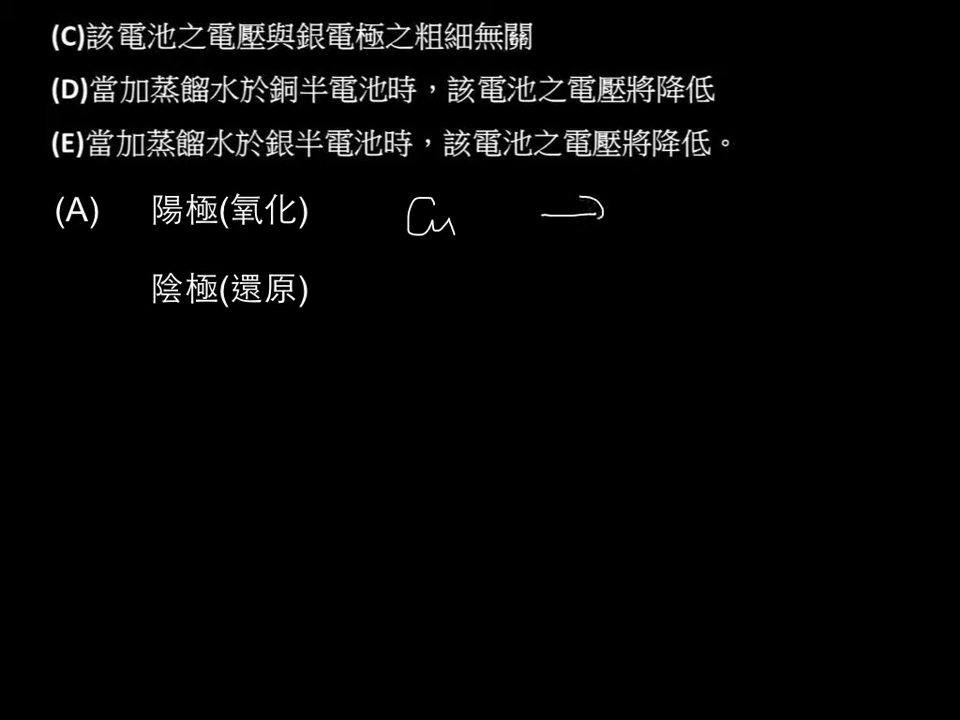 (C)該電池之電壓與銀電極之粗細無關
(D)當加蒸餾水於銅半電池時，該電池之電壓將降低
(E)當加蒸餾水於銀半電池時，該電池之電壓將降低。
(A) 陽極(氧化) Cu →
陰極(還原)